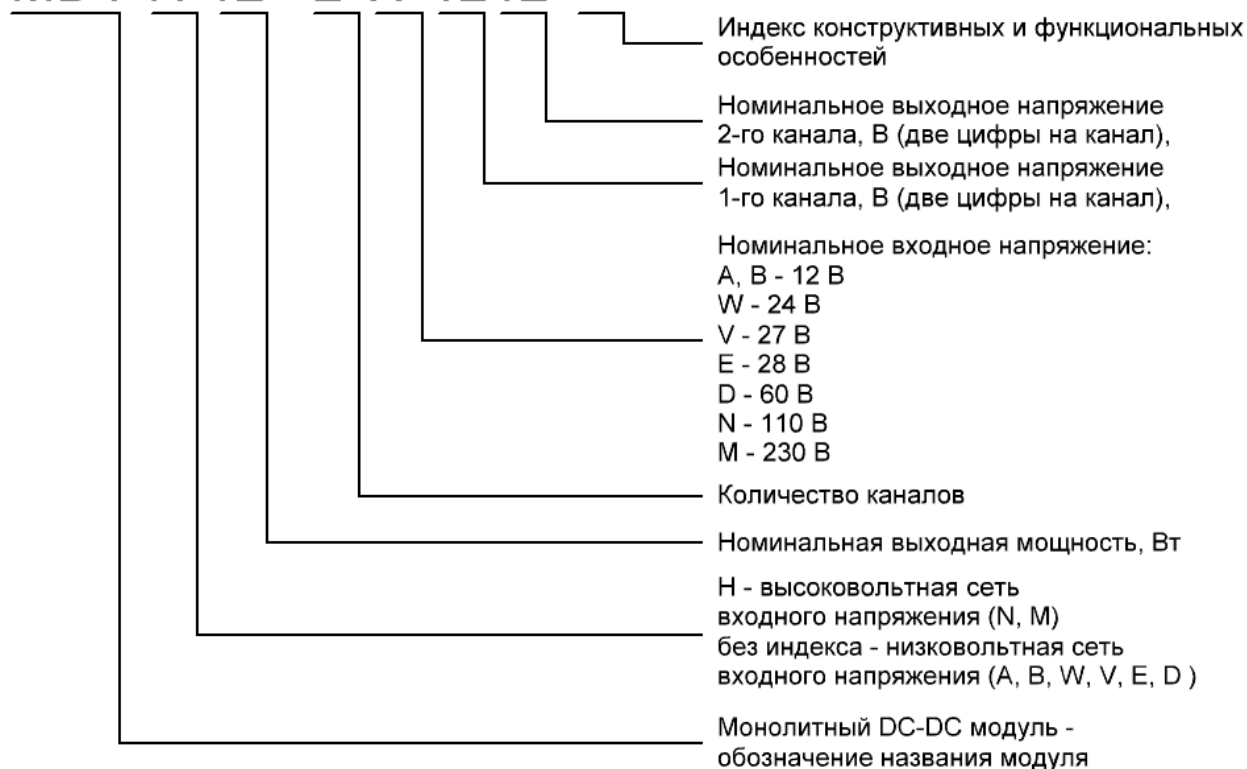 Индекс конструктивных и функциональных
особенностей
Номинальное выходное напряжение
2-го канала, В (две цифры на канал),
Номинальное выходное напряжение
1-го канала, В (две цифры на канал),
Номинальное входное напряжение:
A, B - 12 В
W - 24 В
V - 27 В
E - 28 В
D - 60 В
N - 110 В
M - 230 В
Количество каналов
Номинальная выходная мощность, Вт
Н - высоковольтная сеть
входного напряжения (N, M)
без индекса - низковольтная сеть
входного напряжения (A, B, W, V, E, D )
Монолитный DC-DC модуль -
обозначение названия модуля